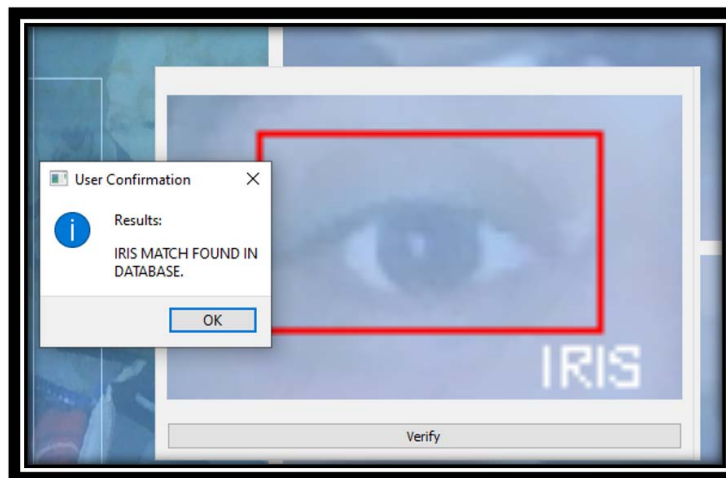 User Confirmation
Results:
IRIS MATCH FOUND IN
DATABASE.
OK
IRIS
Verify